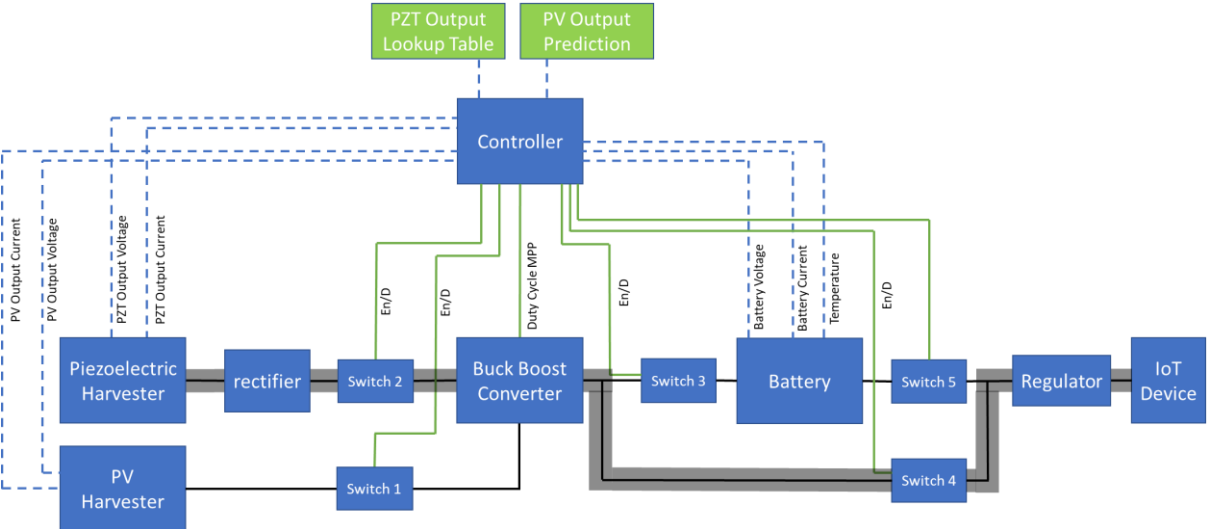 PZT Output
Lookup Table
PV Output
Prediction
Controller
PV Output Current
PV Output Voltage
PZT Output Voltage
PZT Output Current
En/D
En/D
Duty Cycle MPP
En/D
Battery Voltage
Battery Current
Temperature
En/D
Piezoelectric
Harvester
rectifier
Switch 2
Buck Boost
Converter
Switch 3
Battery
Switch 5
Regulator
IoT
Device
PV
Harvester
Switch 1
Switch 4